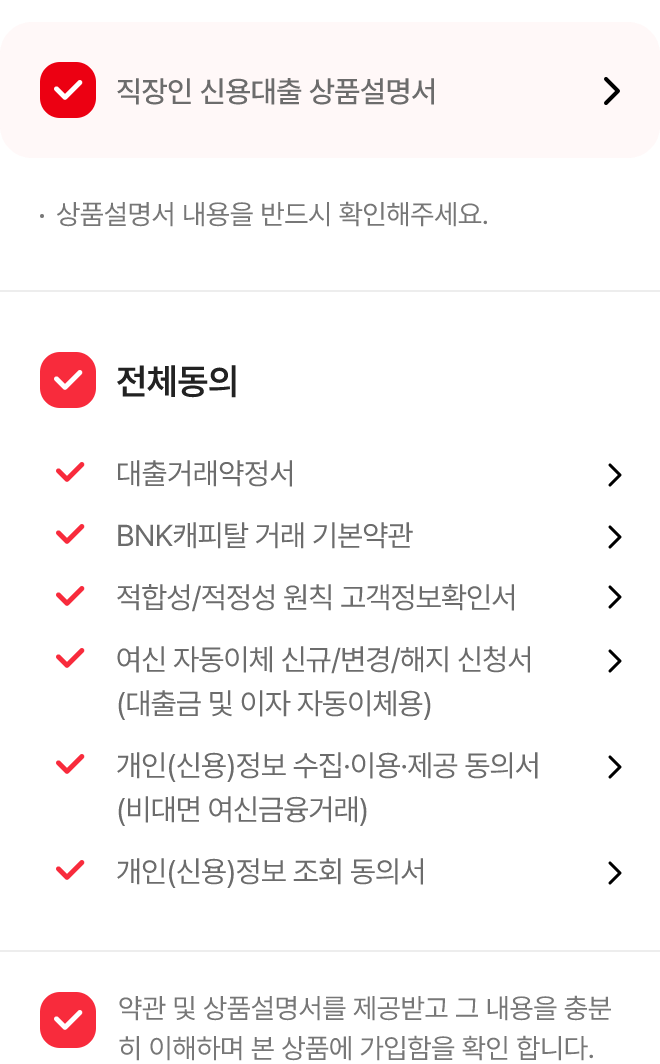 직장인 신용대출 상품설명서
· 상품설명서 내용을 반드시 확인해주세요.
전체동의
대출거래약정서
BNK캐피탈 거래 기본약관
적합성/적정성 원칙 고객정보확인서
여신 자동이체 신규/변경/해지 신청서
(대출금 및 이자 자동이체용)
개인(신용)정보 수집·이용·제공 동의서
(비대면 여신금융거래)
개인(신용)정보 조회 동의서
약관 및 상품설명서를 제공받고 그 내용을 충분
히 이해하며 본 상품에 가입함을 확인 합니다.